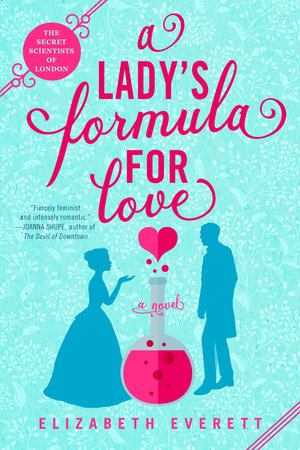 THE
SECRET
SCIENTISTS OF
LONDON
a
LADY'S
formula
FOR
love
"Fiercely feminist
and intensely romantic."
—JOANNA SHUPE, author of
The Devil of Downtown
a novel
ELIZABETH EVERETT